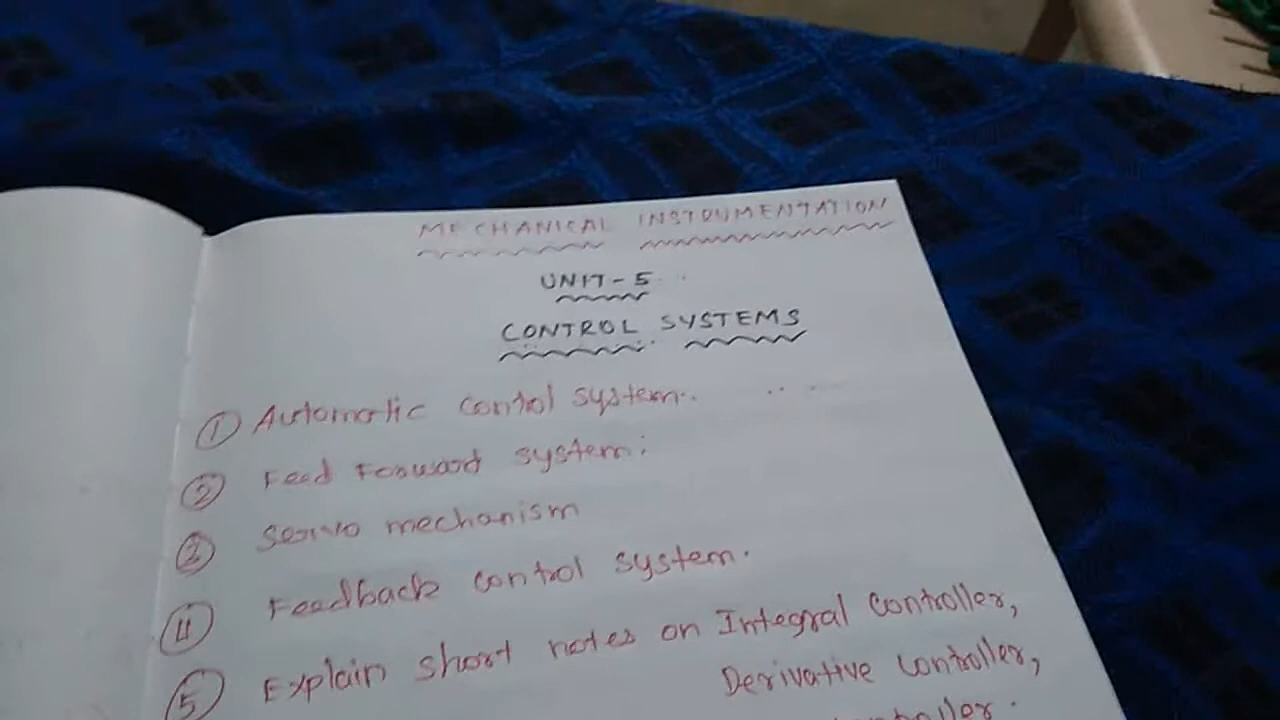 MECHANICAL INSTRUMENTATION
UNIT-5
CONTROL SYSTEMS
① Automatic control system.
② Feed Forward system:
③ Servo mechanism
④ Feedback control system.
⑤ Explain short notes on Integral Controller,
Derivative Controller,